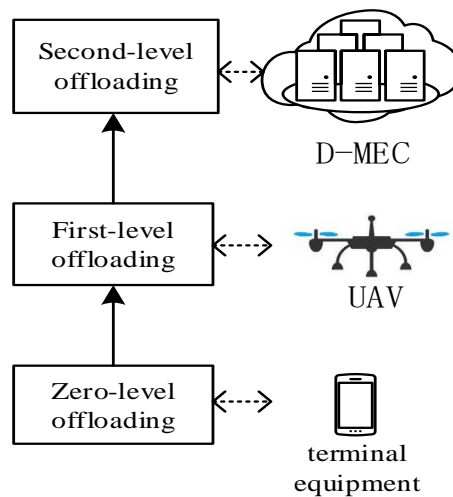 Second-level
offloading
D-MEC
First-level
offloading
UAV
Zero-level
offloading
terminal
equipment